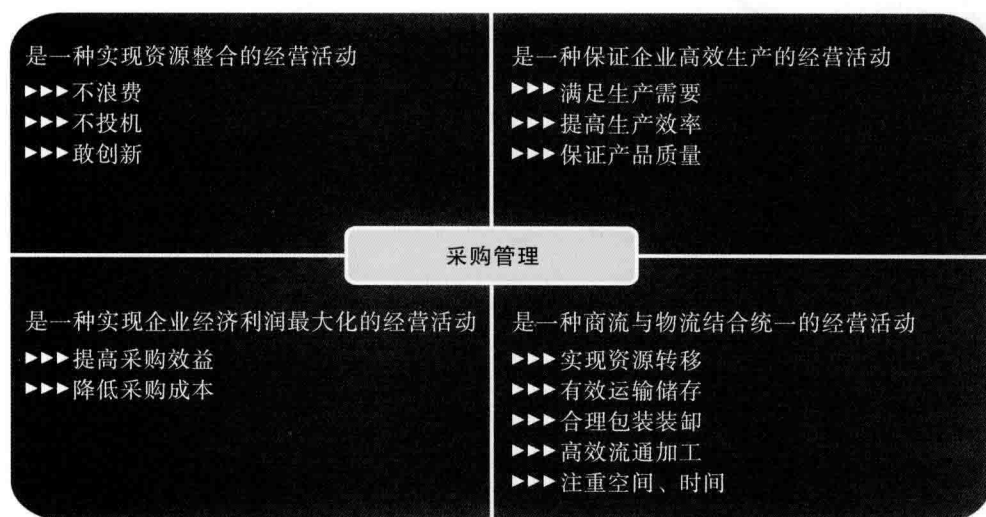 是一种实现资源整合的经营活动
▶▶▶不浪费
▶▶▶不投机
▶▶▶敢创新
是一种保证企业高效生产的经营活动
▶▶▶满足生产需要
▶▶▶提高生产效率
▶▶▶保证产品质量
采购管理
是一种实现企业经济利润最大化的经营活动
▶▶▶提高采购效益
▶▶▶降低采购成本
是一种商流与物流结合统一的经营活动
▶▶▶实现资源转移
▶▶▶有效运输储存
▶▶▶合理包装装卸
▶▶▶高效流通加工
▶▶▶注重空间、时间